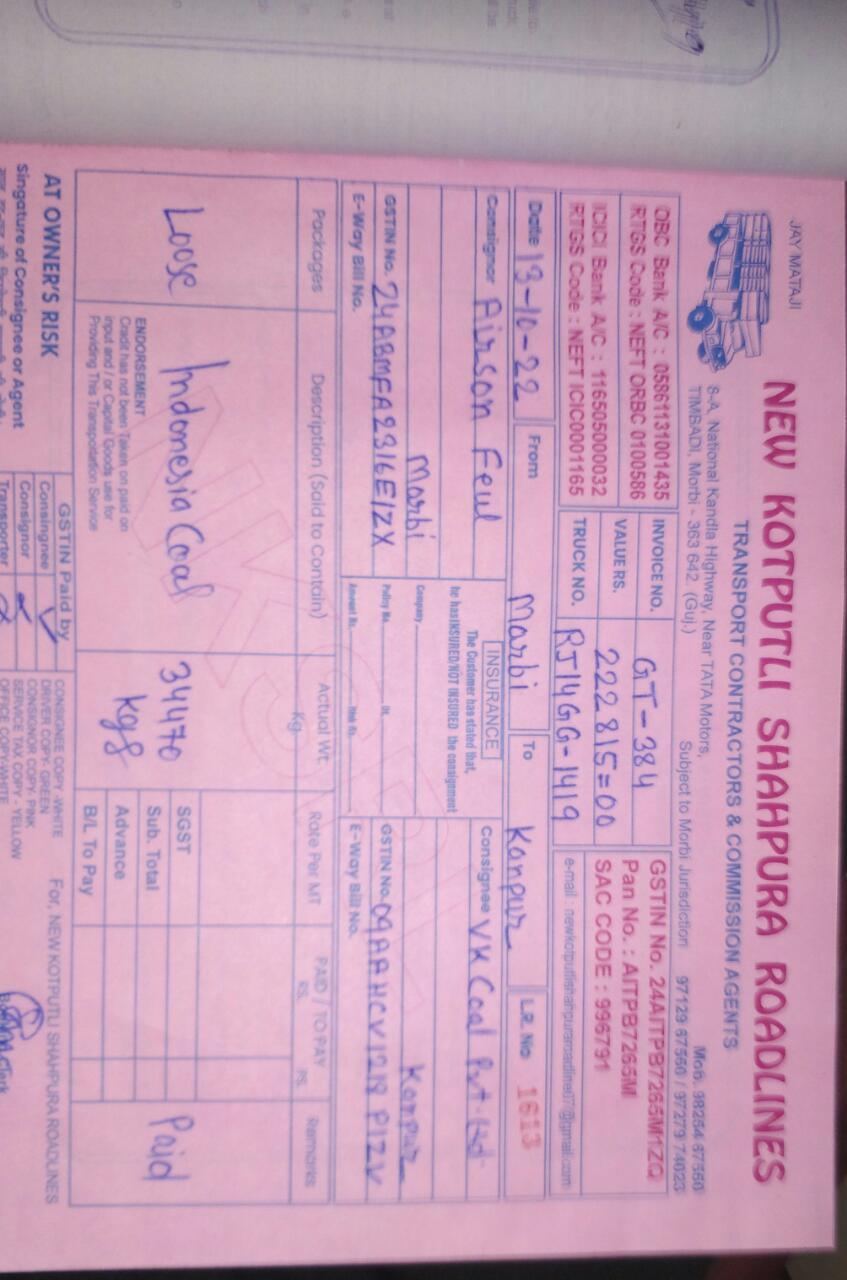 JAY MATAJI
NEW KOTPUTLI SHAHPURA ROADLINES
TRANSPORT CONTRACTORS & COMMISSION AGENTS
Mob. 98254 67560
8-A, National Kandla Highway, Near TATA Motors,
TIMBADI, Morbi - 363 642. (Guj.)
Subject to Morbi Jurisdiction
97129 67560 / 97279 74023
OBC Bank A/C : 05861131001435
RTGS Code : NEFT ORBC 0100586
ICICI Bank A/C : 116505000032
RTGS Code : NEFT ICIC0001165
INVOICE NO. GT-384
VALUE RS. 222815=00
TRUCK NO. RJ14GG-1419
GSTIN No. 24AITPB7265M1ZQ
Pan No. : AITPB7265M
SAC CODE : 996791
e-mail : newkotputlishahpuraroadline07@gmail.com
Date 13-10-22 From Morbi To Kanpur L.R. No 1613
Consignor Airson Feul
Morbi
GSTIN No. 24ABMFA2316E1ZX
E-Way Bill No.
INSURANCE
The Customer has stated that,
he has INSURED/NOT INSURED the consignment
Company
Policy No. Dt.
Amount Rs. Risk Rs.
Consignee VK Coal Pvt-Ltd
Kanpur
GSTIN No 09AAHCV1219P1ZV
E-Way Bill No.
Packages Description (Said to Contain) Actual Wt. Kg. Rate Per MT PAID / TO PAY RS. PS. Remarks
Loose Indonesia Coal 34470 kgs Paid
SGST
Sub. Total
Advance
B/L To Pay
ENDORSEMENT
Credit has not been Taken on paid on
input and / or Capital Goods use for
Providing This Transportation Service
AT OWNER'S RISK
Singature of Consignee or Agent
GSTIN Paid by
Consingnee
Consignor
Transporter
CONSIGNEE COPY -WHITE
DRIVER COPY- GREEN
CONSIGNOR COPY- PINK
SERVICE TAX COPY - YELLOW
OFFICE COPY-WHITE
For, NEW KOTPUTLI SHAHPURA ROADLINES